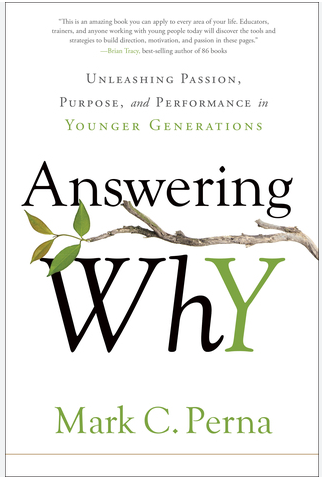 "This is an amazing book you can apply to every area of your life. Educators,
trainers, and anyone working with young people today will discover the tools and
strategies to build direction, motivation, and passion in these pages."
—Brian Tracy, best-selling author of 86 books
Unleashing Passion,
Purpose, and Performance in
Younger Generations
Answering
WhY
Mark C. Perna